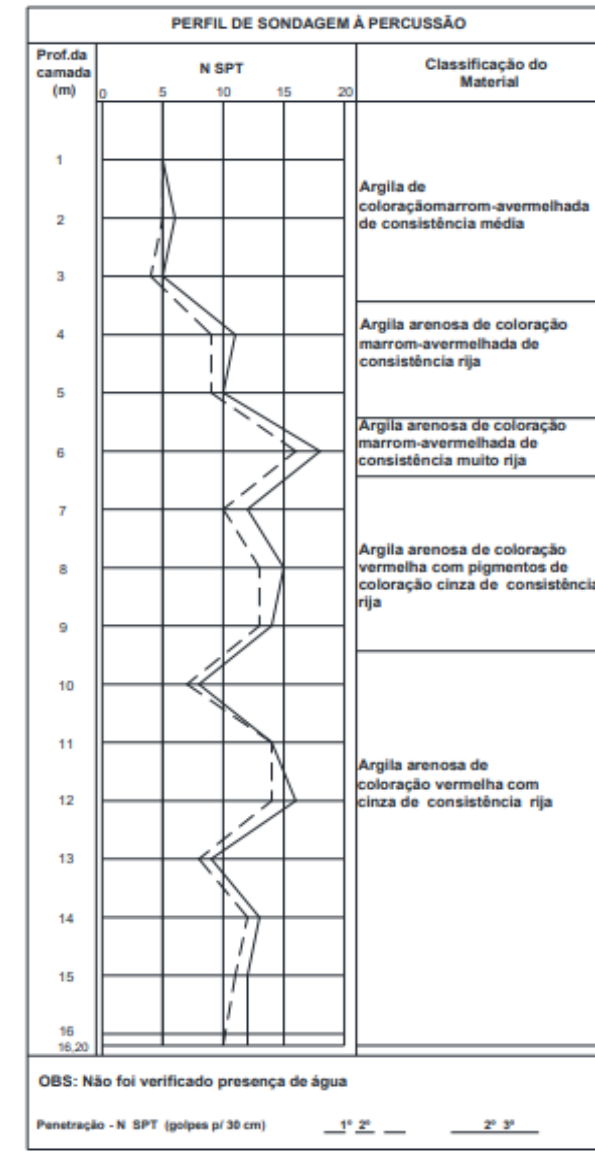 PERFIL DE SONDAGEM À PERCUSSÃO
Prof.da
camada
(m)
N SPT
0 5 10 15 20
Classificação do
Material
1
2
3
4
5
6
7
8
9
10
11
12
13
14
15
16
16,20
Argila de
coloraçãomarrom-avermelhada
de consistência média
Argila arenosa de coloração
marrom-avermelhada de
consistência rija
Argila arenosa de coloração
marrom-avermelhada de
consistência muito rija
Argila arenosa de coloração
vermelha com pigmentos de
coloração cinza de consistência
rija
Argila arenosa de
coloração vermelha com
cinza de consistência rija
OBS: Não foi verificado presença de água
Penetração - N SPT (golpes p/ 30 cm) 1º 2º 2º 3º